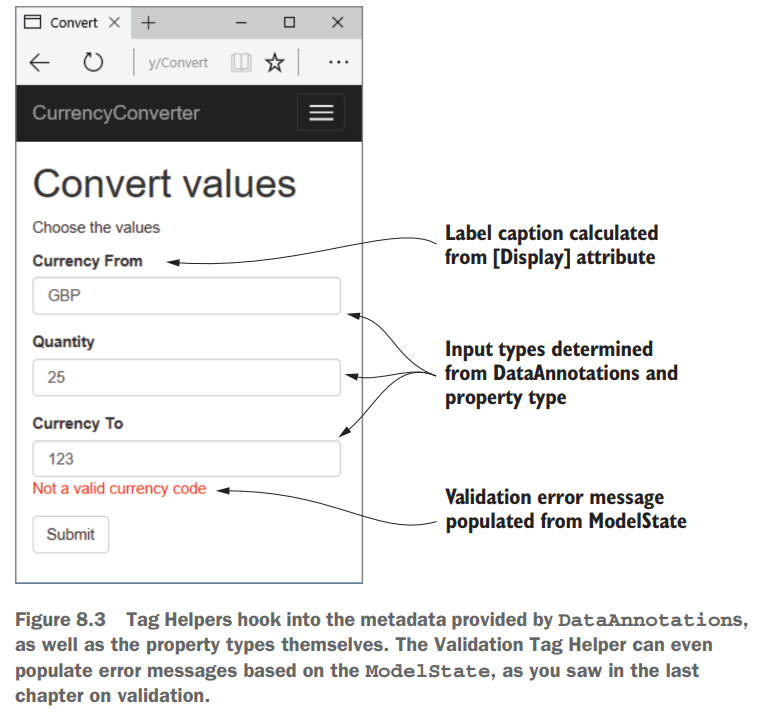 Convert
y/Convert
CurrencyConverter
Convert values
Choose the values
Currency From
GBP
Quantity
25
Currency To
123
Not a valid currency code
Submit
Label caption calculated
from [Display] attribute
Input types determined
from DataAnnotations and
property type
Validation error message
populated from ModelState
Figure 8.3 Tag Helpers hook into the metadata provided by DataAnnotations,
as well as the property types themselves. The Validation Tag Helper can even
populate error messages based on the ModelState, as you saw in the last
chapter on validation.